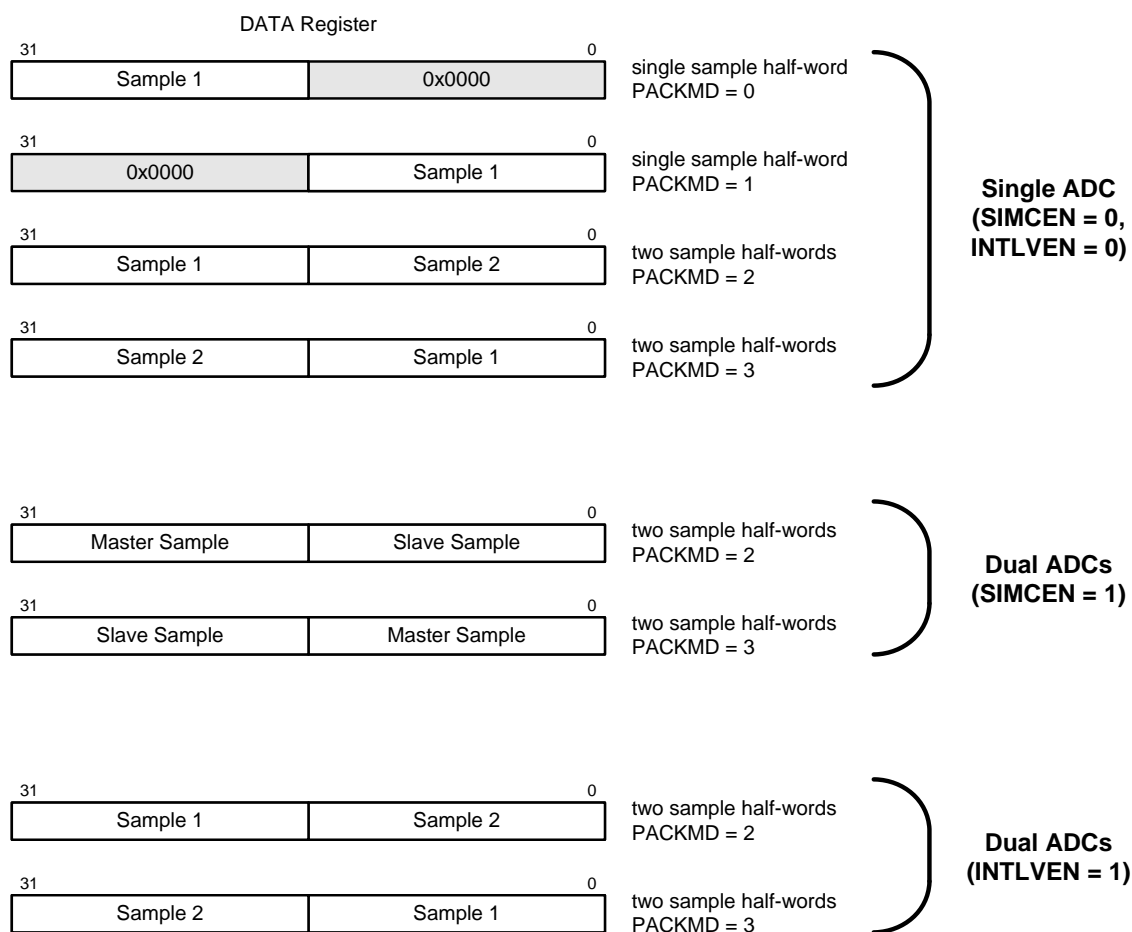 DATA Register
31 0
Sample 1 0x0000
single sample half-word
PACKMD = 0
31 0
0x0000 Sample 1
single sample half-word
PACKMD = 1
Single ADC
(SIMCEN = 0,
INTLVEN = 0)
31 0
Sample 1 Sample 2
two sample half-words
PACKMD = 2
31 0
Sample 2 Sample 1
two sample half-words
PACKMD = 3
31 0
Master Sample Slave Sample
two sample half-words
PACKMD = 2
Dual ADCs
(SIMCEN = 1)
31 0
Slave Sample Master Sample
two sample half-words
PACKMD = 3
31 0
Sample 1 Sample 2
two sample half-words
PACKMD = 2
Dual ADCs
(INTLVEN = 1)
31 0
Sample 2 Sample 1
two sample half-words
PACKMD = 3